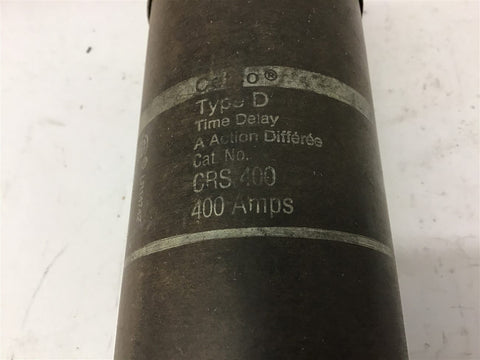 Type D
Time Delay
A Action Différée
Cat. No.
CRS 400
400 Amps